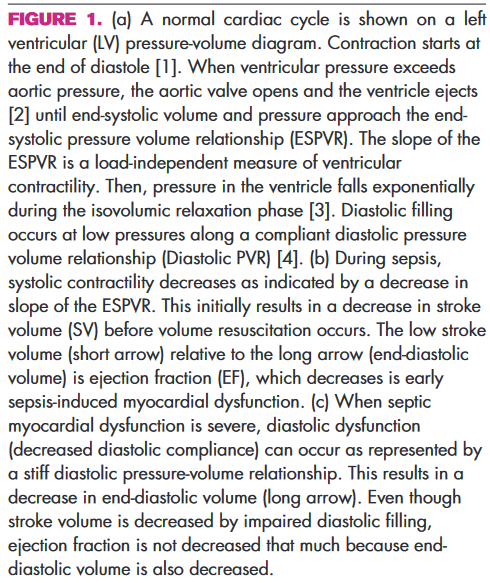 FIGURE 1. (a) A normal cardiac cycle is shown on a left
ventricular (LV) pressure-volume diagram. Contraction starts at
the end of diastole [1]. When ventricular pressure exceeds
aortic pressure, the aortic valve opens and the ventricle ejects
[2] until end-systolic volume and pressure approach the end-
systolic pressure volume relationship (ESPVR). The slope of the
ESPVR is a load-independent measure of ventricular
contractility. Then, pressure in the ventricle falls exponentially
during the isovolumic relaxation phase [3]. Diastolic filling
occurs at low pressures along a compliant diastolic pressure
volume relationship (Diastolic PVR) [4]. (b) During sepsis,
systolic contractility decreases as indicated by a decrease in
slope of the ESPVR. This initially results in a decrease in stroke
volume (SV) before volume resuscitation occurs. The low stroke
volume (short arrow) relative to the long arrow (end-diastolic
volume) is ejection fraction (EF), which decreases is early
sepsis-induced myocardial dysfunction. (c) When septic
myocardial dysfunction is severe, diastolic dysfunction
(decreased diastolic compliance) can occur as represented by
a stiff diastolic pressure-volume relationship. This results in a
decrease in end-diastolic volume (long arrow). Even though
stroke volume is decreased by impaired diastolic filling,
ejection fraction is not decreased that much because end-
diastolic volume is also decreased.